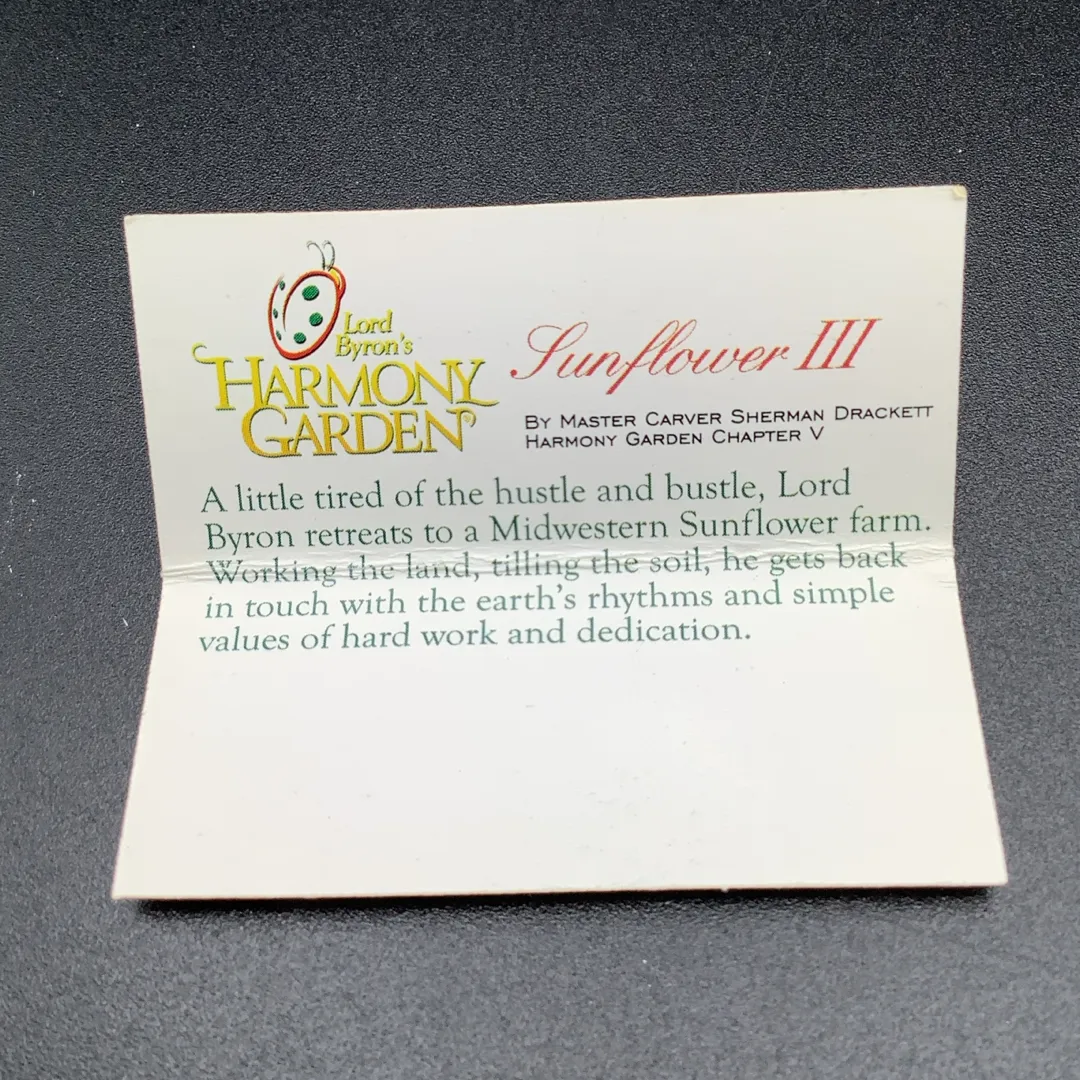 Lord
Byron's
HARMONY
GARDEN®
Sunflower III
BY MASTER CARVER SHERMAN DRACKETT
HARMONY GARDEN CHAPTER V
A little tired of the hustle and bustle, Lord
Byron retreats to a Midwestern Sunflower farm.
Working the land, tilling the soil, he gets back
in touch with the earth's rhythms and simple
values of hard work and dedication.